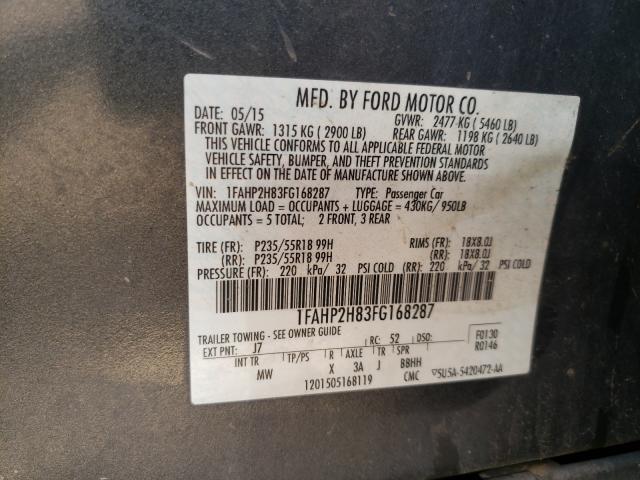 MFD. BY FORD MOTOR CO.
DATE: 05/15 GVWR: 2477 KG ( 5460 LB)
FRONT GAWR: 1315 KG ( 2900 LB) REAR GAWR: 1198 KG ( 2640 LB)
THIS VEHICLE CONFORMS TO ALL APPLICABLE FEDERAL MOTOR
VEHICLE SAFETY, BUMPER, AND THEFT PREVENTION STANDARDS
IN EFFECT ON THE DATE OF MANUFACTURE SHOWN ABOVE.
VIN: 1FAHP2H83FG168287 TYPE: Passenger Car
MAXIMUM LOAD = OCCUPANTS + LUGGAGE = 430KG/ 950LB
OCCUPANTS = 5 TOTAL; 2 FRONT, 3 REAR
TIRE (FR): P235/55R18 99H RIMS (FR): 18X8.0J
(RR): P235/55R18 99H (RR): 18X8.0J
PRESSURE (FR): 220 kPa/ 32 PSI COLD (RR): 220 kPa/ 32 PSI COLD
1FAHP2H83FG168287
TRAILER TOWING - SEE OWNER GUIDE
EXT PNT: J7 RC: 52 DSO: F0130
INT TR TP/PS R AXLE TR SPR R0146
MW X 3A J BBHH
1201505168119 CMC ▽5U5A-5420472-AA